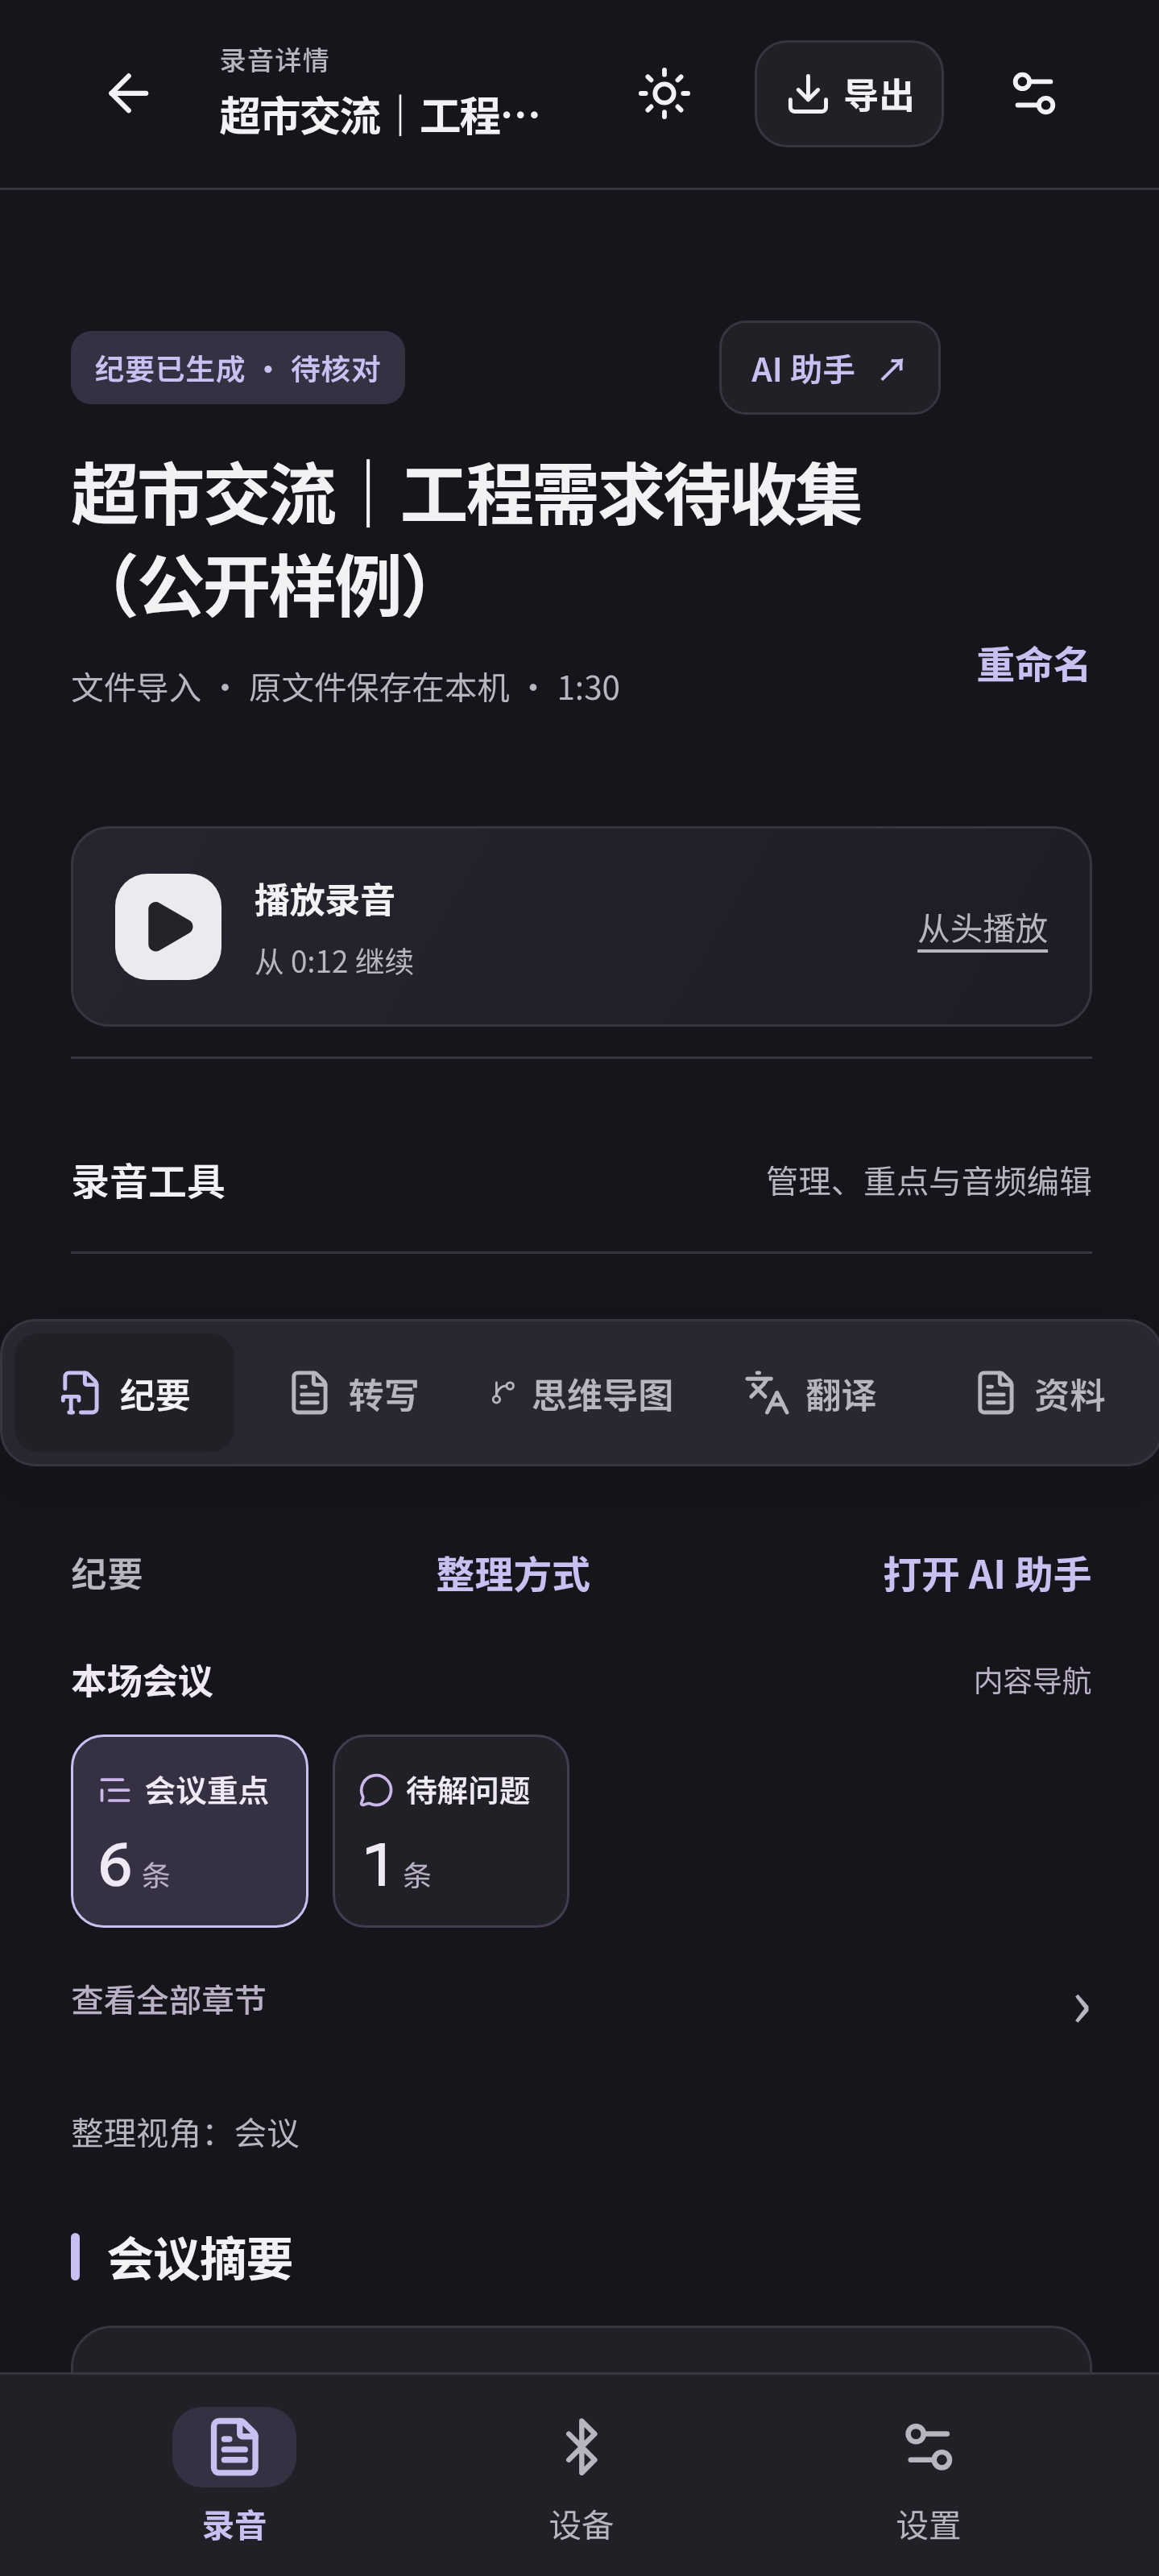 录音详情
超市交流｜工程…
导出
纪要已生成 · 待核对
AI 助手 ↗
超市交流｜工程需求待收集
（公开样例）
重命名
文件导入 · 原文件保存在本机 · 1:30
播放录音
从 0:12 继续
从头播放
录音工具
管理、重点与音频编辑
纪要
转写
思维导图
翻译
资料
纪要
整理方式
打开 AI 助手
本场会议
内容导航
会议重点
6 条
待解问题
1 条
查看全部章节
整理视角：会议
会议摘要
录音
设备
设置